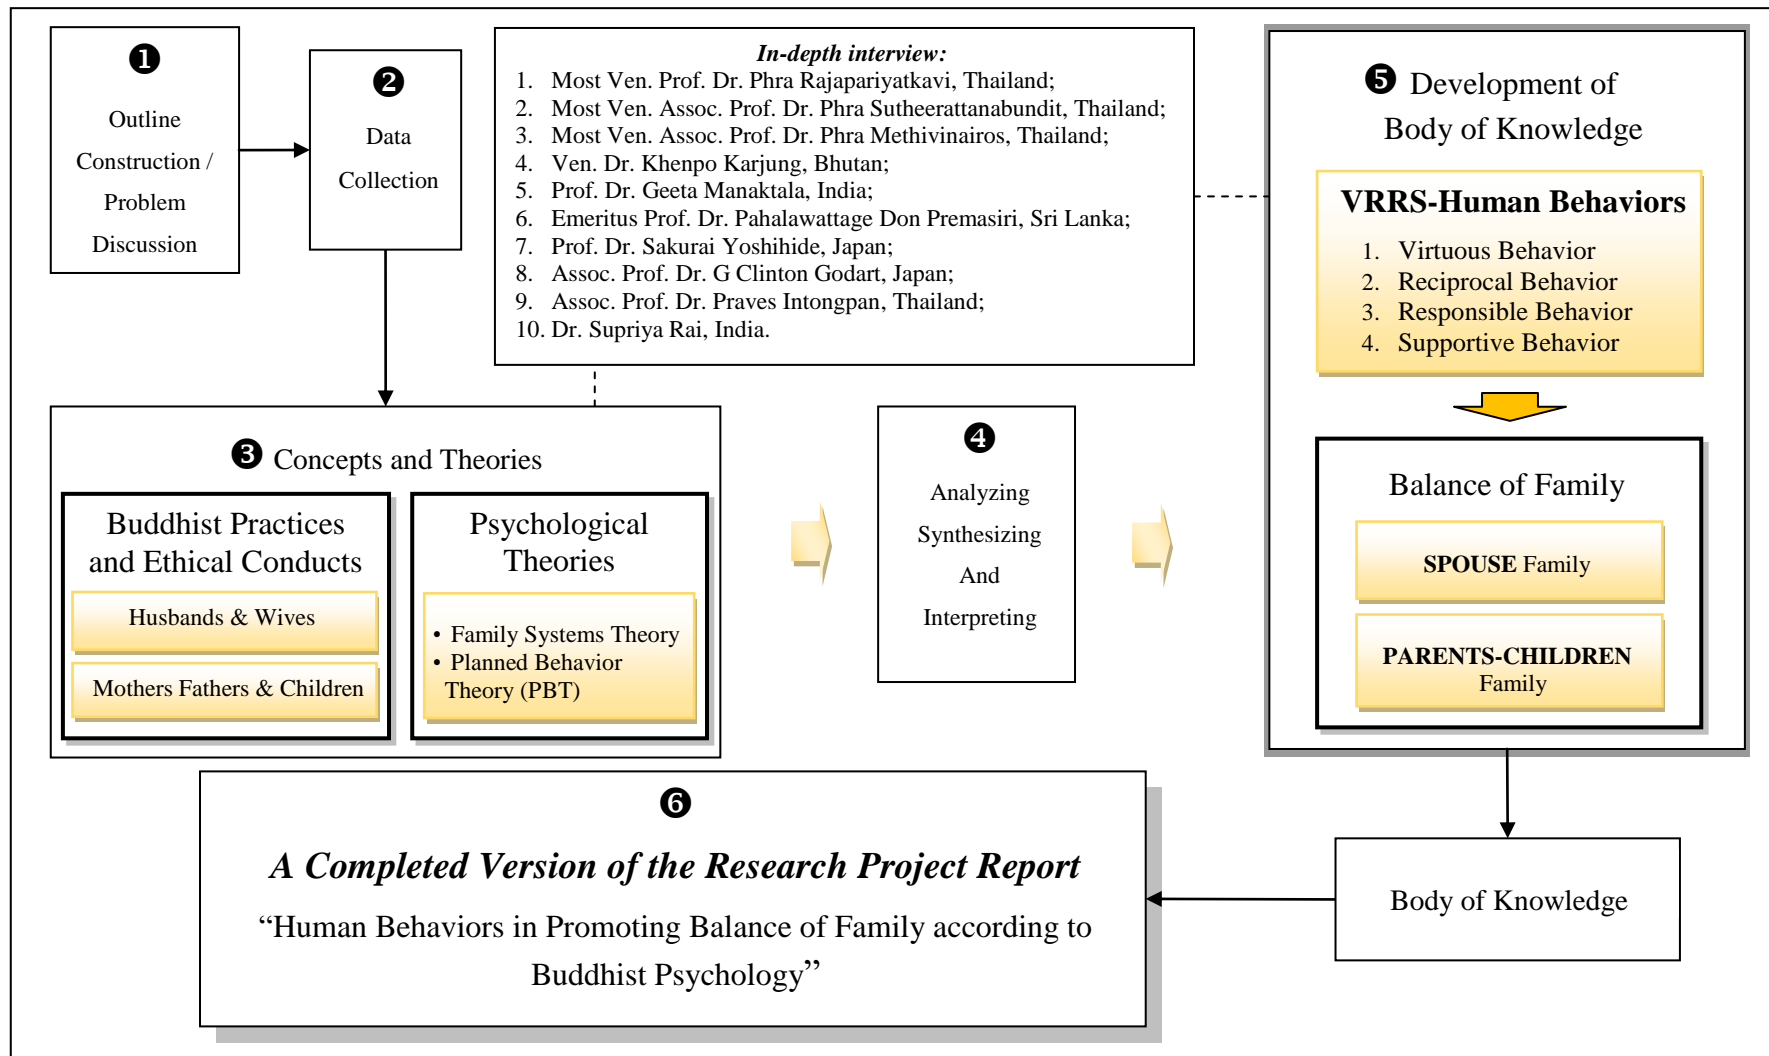 ❶
Outline
Construction /
Problem
Discussion
❷
Data
Collection
In-depth interview:
1. Most Ven. Prof. Dr. Phra Rajapariyatkavi, Thailand;
2. Most Ven. Assoc. Prof. Dr. Phra Sutheerattanabundit, Thailand;
3. Most Ven. Assoc. Prof. Dr. Phra Methivinairos, Thailand;
4. Ven. Dr. Khenpo Karjung, Bhutan;
5. Prof. Dr. Geeta Manaktala, India;
6. Emeritus Prof. Dr. Pahalawattage Don Premasiri, Sri Lanka;
7. Prof. Dr. Sakurai Yoshihide, Japan;
8. Assoc. Prof. Dr. G Clinton Godart, Japan;
9. Assoc. Prof. Dr. Praves Intongpan, Thailand;
10. Dr. Supriya Rai, India.
❸ Concepts and Theories
Buddhist Practices
and Ethical Conducts
Husbands & Wives
Mothers Fathers & Children
Psychological
Theories
• Family Systems Theory
• Planned Behavior
Theory (PBT)
❹
Analyzing
Synthesizing
And
Interpreting
❺ Development of
Body of Knowledge
VRRS-Human Behaviors
1. Virtuous Behavior
2. Reciprocal Behavior
3. Responsible Behavior
4. Supportive Behavior
Balance of Family
SPOUSE Family
PARENTS-CHILDREN
Family
Body of Knowledge
❻
A Completed Version of the Research Project Report
“Human Behaviors in Promoting Balance of Family according to
Buddhist Psychology”